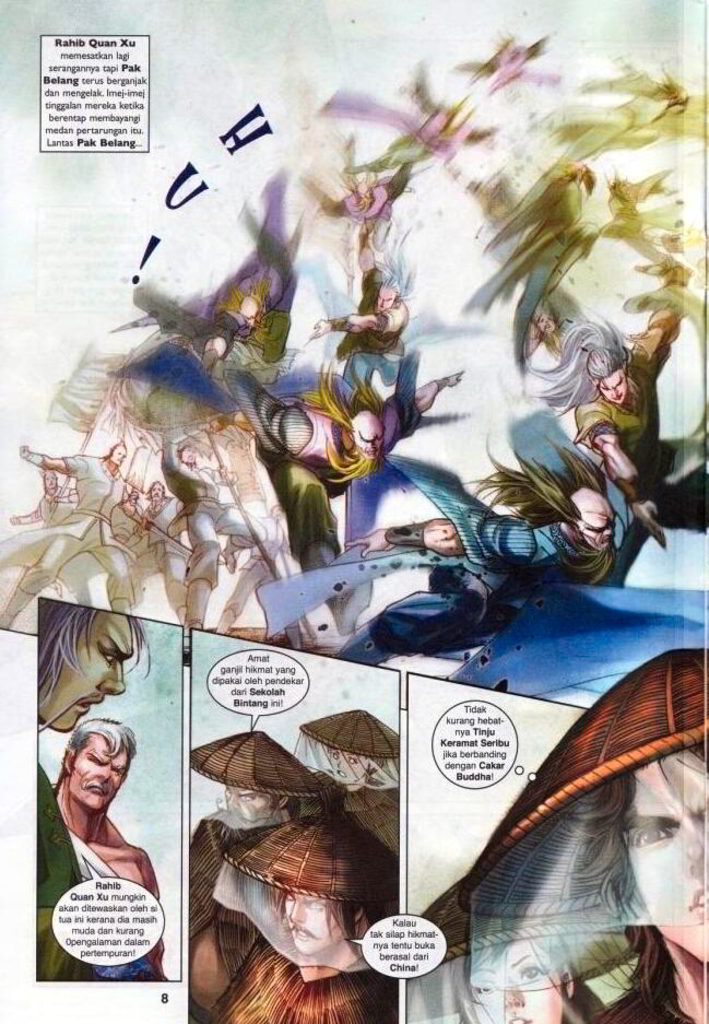 Rahib Quan Xu
memesatkan lagi
serangannya tapi Pak
Belang terus berganjak
dan mengelak. Imej-imej
tinggalan mereka ketika
berentap membayangi
medan pertarungan itu.
Lantas Pak Belang...
HU!
Rahib
Quan Xu mungkin
akan ditewaskan oleh si
tua ini kerana dia masih
muda dan kurang
0pengalaman dalam
pertempuran!
Amat
ganjil hikmat yang
dipakai oleh pendekar
dari Sekolah
Bintang ini!
Kalau
tak silap hikmat-
nya tentu buka
berasal dari
China!
Tidak
kurang hebat-
nya Tinju
Keramat Seribu
jika berbanding
dengan Cakar
Buddha!
8